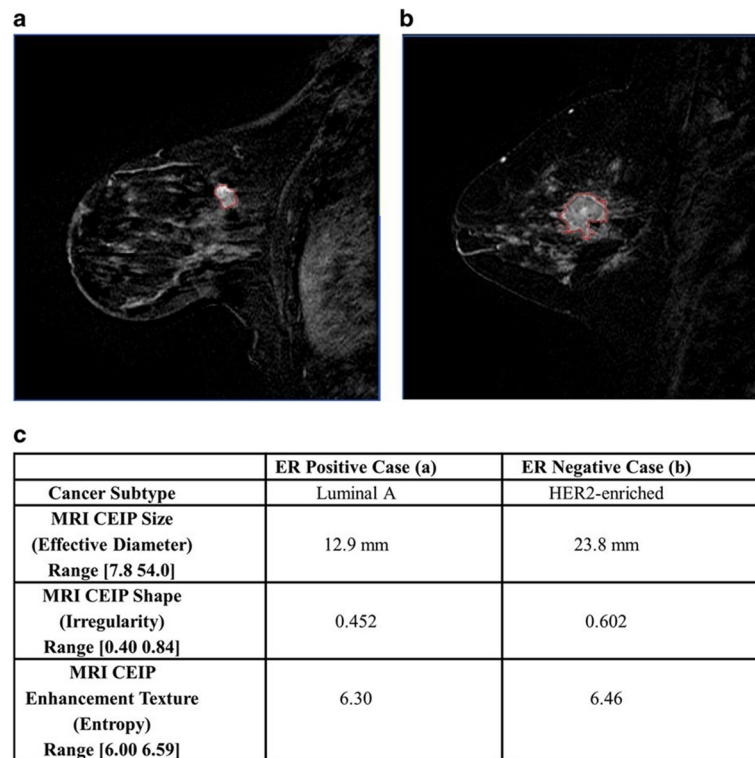 a
b
c
ER Positive Case (a)
ER Negative Case (b)
Cancer Subtype
Luminal A
HER2-enriched
MRI CEIP Size
(Effective Diameter)
Range [7.8 54.0]
12.9 mm
23.8 mm
MRI CEIP Shape
(Irregularity)
Range [0.40 0.84]
0.452
0.602
MRI CEIP
Enhancement Texture
(Entropy)
Range [6.00 6.59]
6.30
6.46